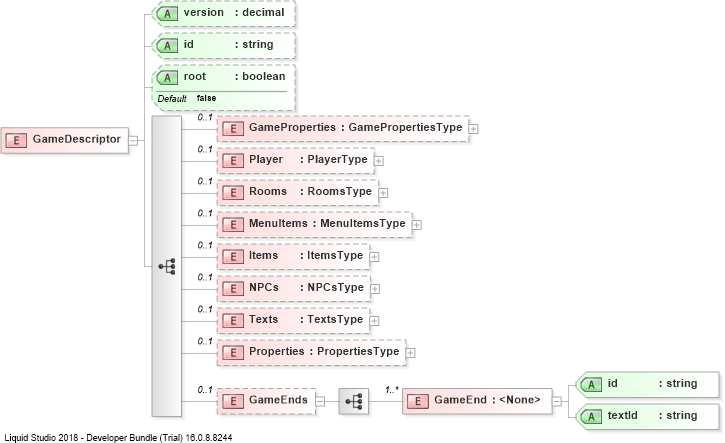 A version : decimal
A id : string
A root : boolean
Default false
E GameDescriptor
0..1
E GameProperties : GamePropertiesType
0..1
E Player : PlayerType
0..1
E Rooms : RoomsType
0..1
E MenuItems : MenuItemsType
0..1
E Items : ItemsType
0..1
E NPCs : NPCsType
0..1
E Texts : TextsType
0..1
E Properties : PropertiesType
0..1
E GameEnds
1..*
E GameEnd : <None>
A id : string
A textId : string
Liquid Studio 2018 - Developer Bundle (Trial) 16.0.8.8244